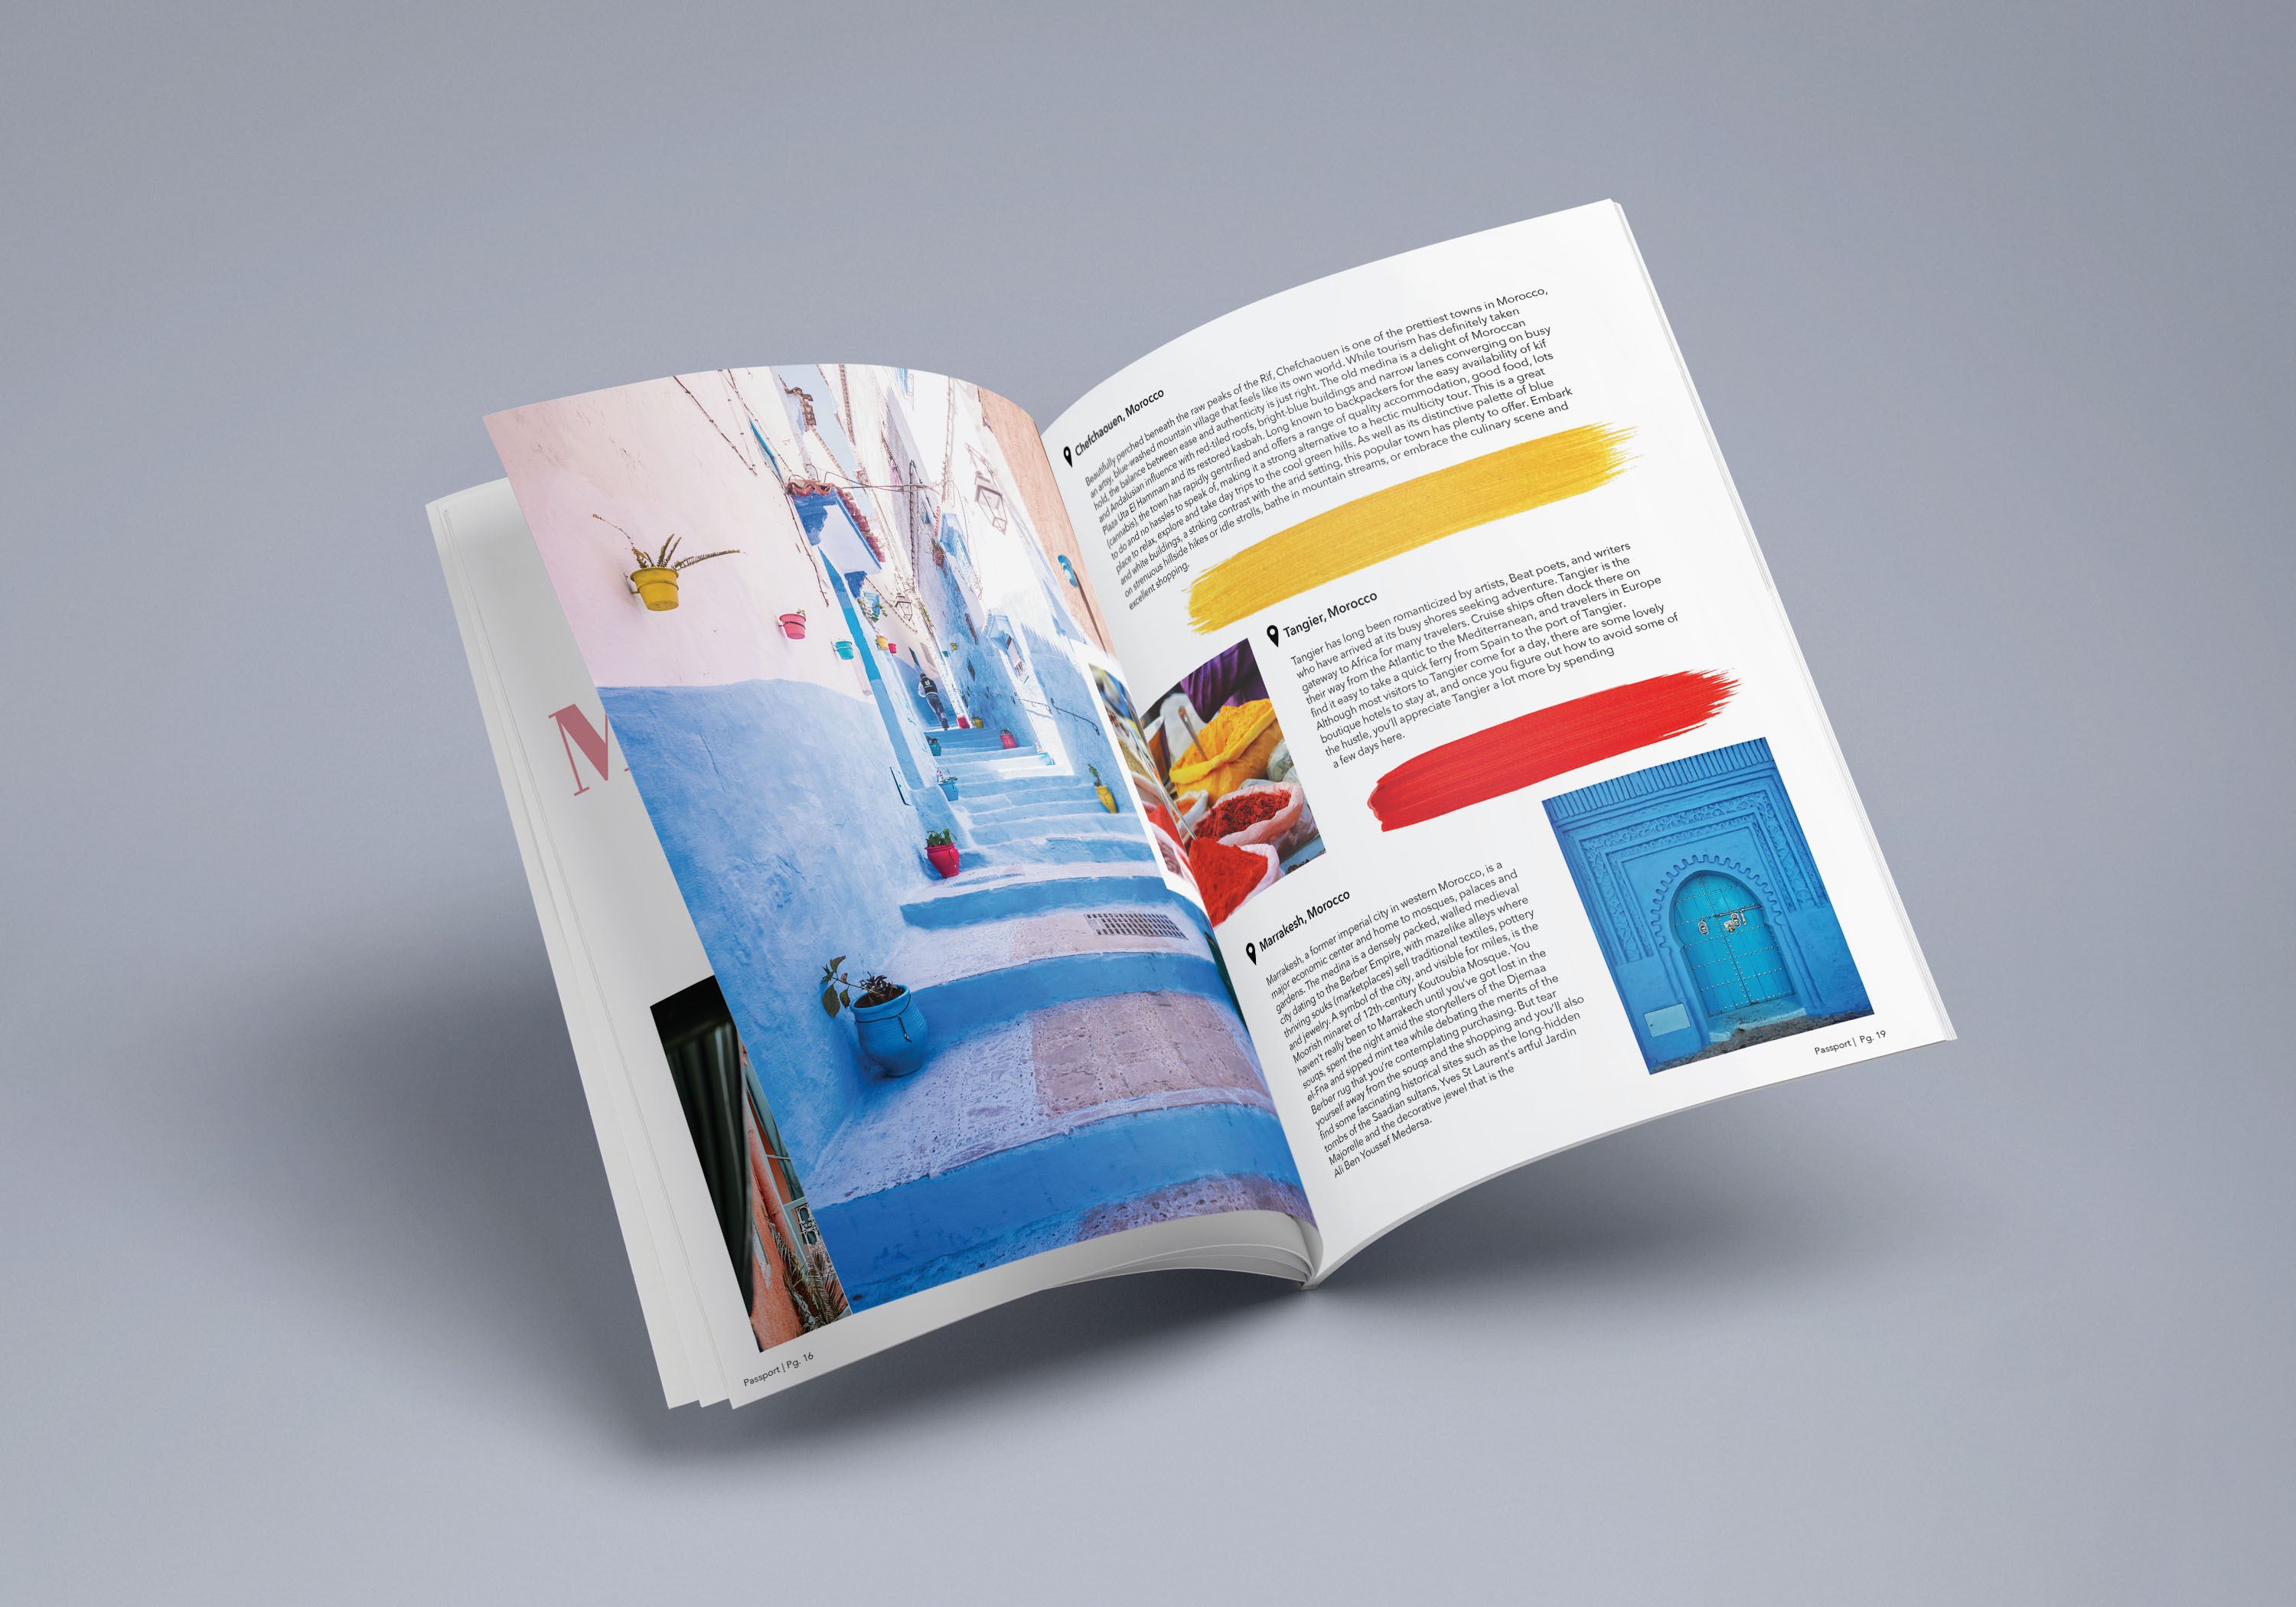 M
Passport | Pg. 16
Chefchaouen, Morocco
Beautifully perched beneath the raw peaks of the Rif, Chefchaouen is one of the prettiest towns in Morocco,
an artsy, blue-washed mountain village that feels like its own world. While tourism has definitely taken
hold, the balance between ease and authenticity is just right. The old medina is a delight of Moroccan
and Andalusian influence with red-tiled roofs, bright-blue buildings and narrow lanes converging on busy
Plaza Uta El Hammam and its restored kasbah. Long known to backpackers for the easy availability of kif
(cannabis), the town has rapidly gentrified and offers a range of quality accommodation, good food, lots
to do and no hassles to speak of, making it a strong alternative to a hectic multicity tour. This is a great
place to relax, explore and take day trips to the cool green hills. As well as its distinctive palette of blue
and white buildings, a striking contrast with the arid setting, this popular town has plenty to offer. Embark
on strenuous hillside hikes or idle strolls, bathe in mountain streams, or embrace the culinary scene and
excellent shopping.
Tangier, Morocco
Tangier has long been romanticized by artists, Beat poets, and writers
who have arrived at its busy shores seeking adventure. Tangier is the
gateway to Africa for many travelers. Cruise ships often dock there on
their way from the Atlantic to the Mediterranean, and travelers in Europe
find it easy to take a quick ferry from Spain to the port of Tangier.
Although most visitors to Tangier come for a day, there are some lovely
boutique hotels to stay at, and once you figure out how to avoid some of
the hustle, you'll appreciate Tangier a lot more by spending
a few days here.
Marrakesh, Morocco
Marrakesh, a former imperial city in western Morocco, is a
major economic center and home to mosques, palaces and
gardens. The medina is a densely packed, walled medieval
city dating to the Berber Empire, with mazelike alleys where
thriving souks (marketplaces) sell traditional textiles, pottery
and jewelry. A symbol of the city, and visible for miles, is the
Moorish minaret of 12th-century Koutoubia Mosque. You
haven't really been to Marrakech until you've got lost in the
souqs, spent the night amid the storytellers of the Djemaa
el-Fna and sipped mint tea while debating the merits of the
Berber rug that you're contemplating purchasing. But tear
yourself away from the souqs and the shopping and you'll also
find some fascinating historical sites such as the long-hidden
tombs of the Saadian sultans, Yves St Laurent's artful Jardin
Majorelle and the decorative jewel that is the
Ali Ben Youssef Medersa.
Passport | Pg. 19